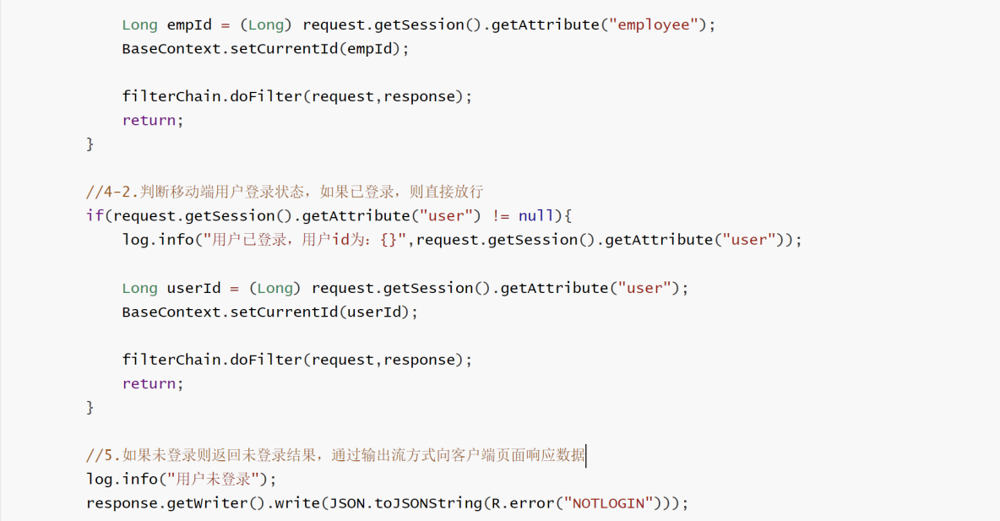 Long empId = (Long) request.getSession().getAttribute("employee");
BaseContext.setCurrentId(empId);
filterChain.doFilter(request,response);
return;
}
//4-2.判断移动端用户登录状态，如果已登录，则直接放行
if(request.getSession().getAttribute("user") != null){
log.info("用户已登录，用户id为：{}",request.getSession().getAttribute("user"));
Long userId = (Long) request.getSession().getAttribute("user");
BaseContext.setCurrentId(userId);
filterChain.doFilter(request,response);
return;
}
//5.如果未登录则返回未登录结果，通过输出流方式向客户端页面响应数据
log.info("用户未登录");
response.getWriter().write(JSON.toJSONString(R.error("NOTLOGIN")));